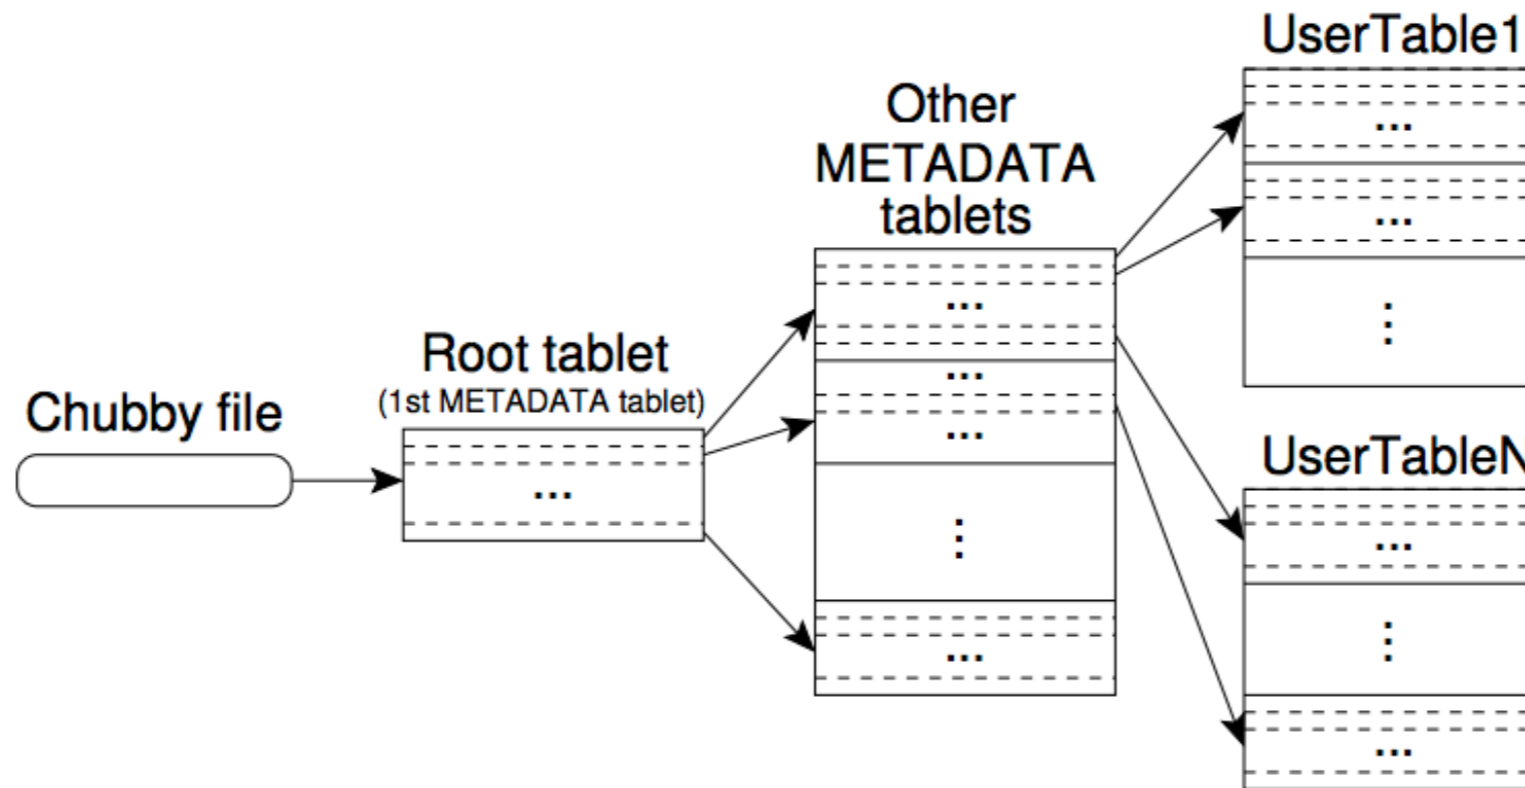 UserTable1
...
...
⋮
Other
METADATA
tablets
...
...
...
⋮
...
Root tablet
(1st METADATA tablet)
...
Chubby file
UserTableN
...
⋮
...